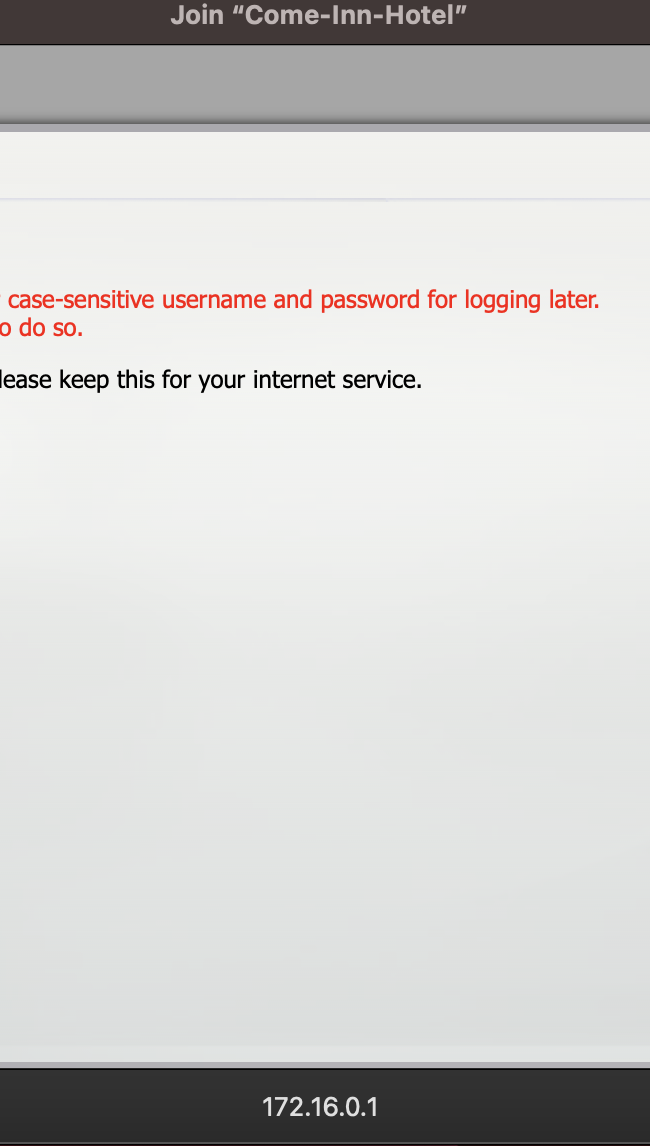 Join “Come-Inn-Hotel”
case-sensitive username and password for logging later.
do so.
keep this for your internet service.
172.16.0.1